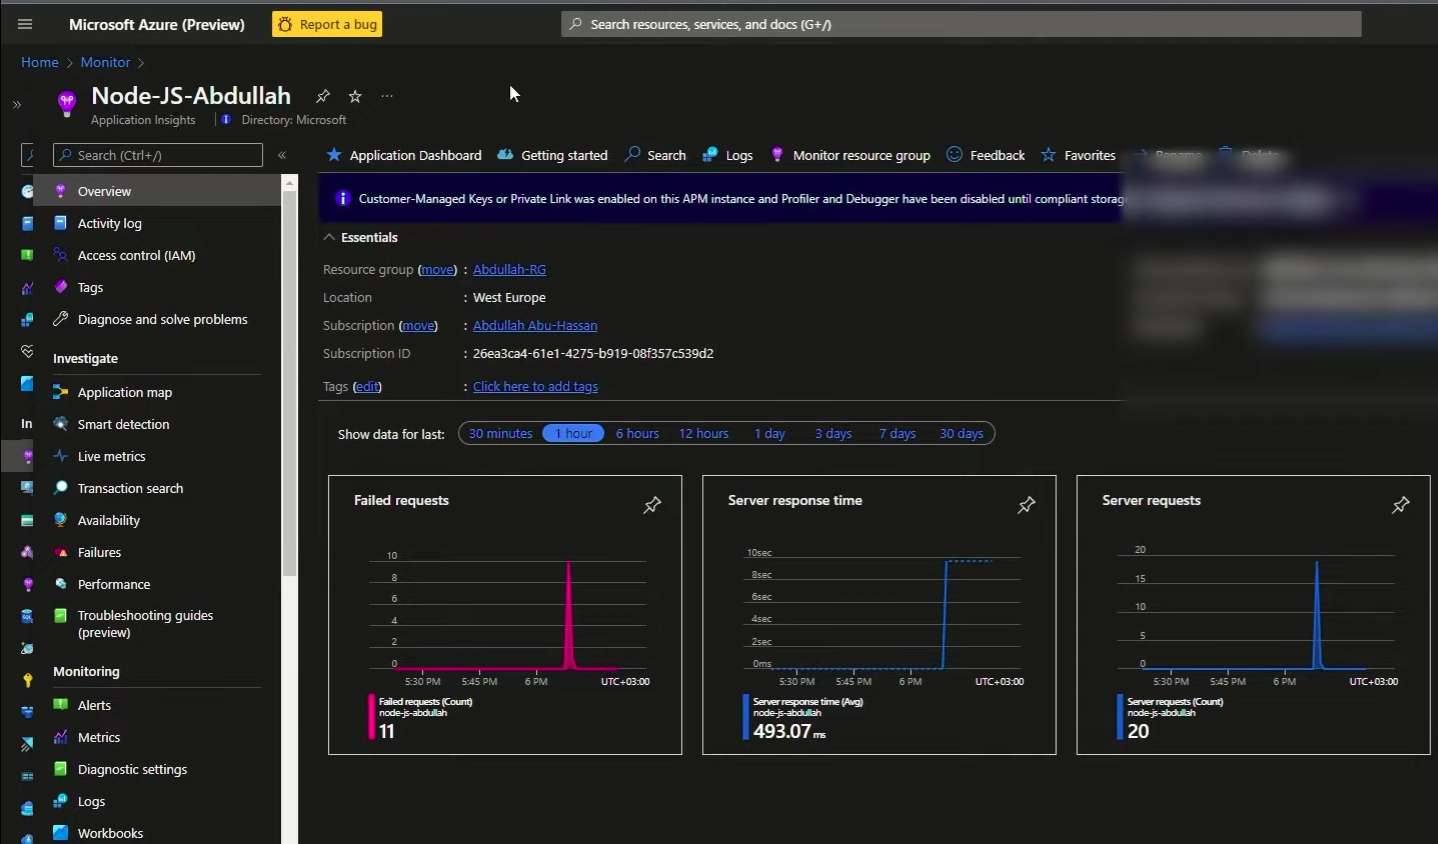 Microsoft Azure (Preview)
Report a bug
Search resources, services, and docs (G+/)
Home > Monitor >
Node-JS-Abdullah
Application Insights
Directory: Microsoft
Search (Ctrl+/)
Overview
Activity log
Access control (IAM)
Tags
Diagnose and solve problems
Investigate
Application map
Smart detection
Live metrics
Transaction search
Availability
Failures
Performance
Troubleshooting guides
(preview)
Monitoring
Alerts
Metrics
Diagnostic settings
Logs
Workbooks
In
Application Dashboard
Getting started
Search
Logs
Monitor resource group
Feedback
Favorites
Rename
Delete
Customer-Managed Keys or Private Link was enabled on this APM instance and Profiler and Debugger have been disabled until compliant storag
Essentials
Resource group (move) : Abdullah-RG
Location : West Europe
Subscription (move) : Abdullah Abu-Hassan
Subscription ID : 26ea3ca4-61e1-4275-b919-08f357c539d2
Tags (edit) : Click here to add tags
Show data for last:
30 minutes
1 hour
6 hours
12 hours
1 day
3 days
7 days
30 days
Failed requests
10
8
6
4
2
0
5:30 PM
5:45 PM
6 PM
UTC+03:00
Failed requests (Count)
node-js-abdullah
11
Server response time
10sec
8sec
6sec
4sec
2sec
0ms
5:30 PM
5:45 PM
6 PM
UTC+03:00
Server response time (Avg)
node-js-abdullah
493.07 ms
Server requests
20
15
10
5
0
5:30 PM
5:45 PM
6 PM
UTC+03:00
Server requests (Count)
node-js-abdullah
20